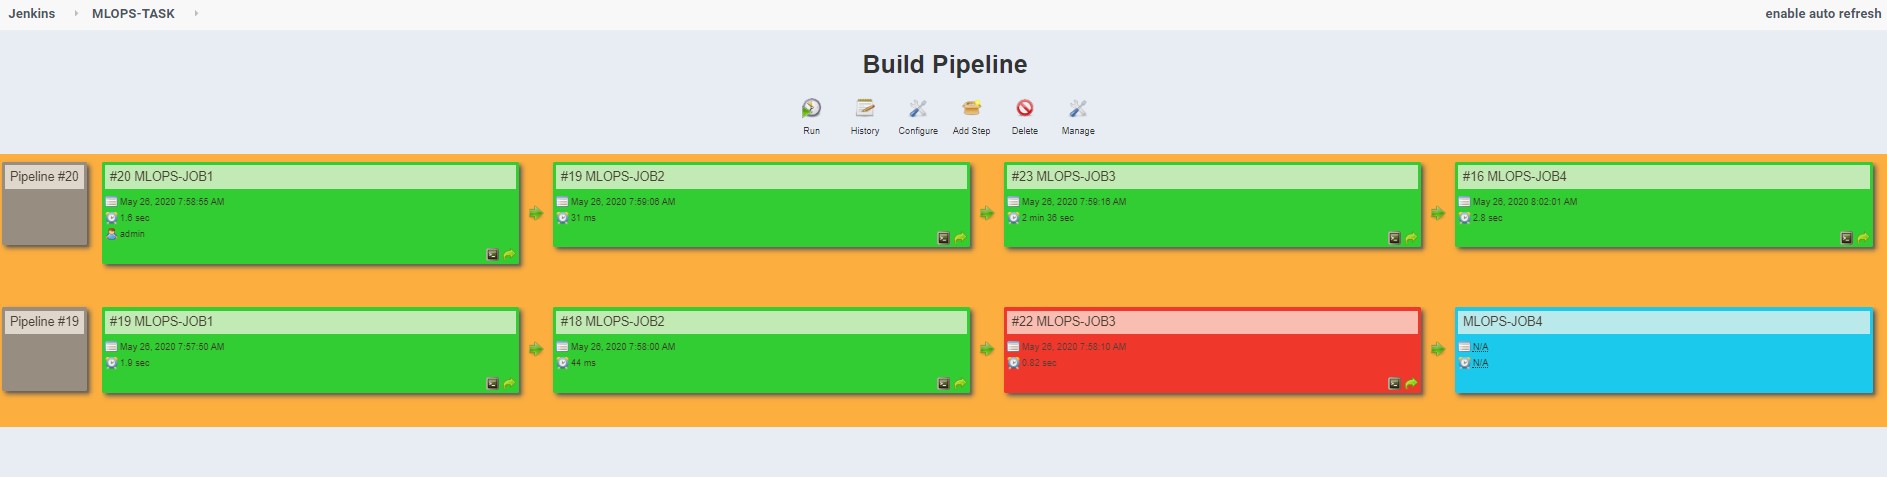 Jenkins MLOPS-TASK enable auto refresh
Build Pipeline
Run History Configure Add Step Delete Manage
Pipeline #20
#20 MLOPS-JOB1
May 26, 2020 7:58:55 AM
1.6 sec
admin
#19 MLOPS-JOB2
May 26, 2020 7:59:06 AM
31 ms
#23 MLOPS-JOB3
May 26, 2020 7:59:16 AM
2 min 36 sec
#16 MLOPS-JOB4
May 26, 2020 8:02:01 AM
2.8 sec
Pipeline #19
#19 MLOPS-JOB1
May 26, 2020 7:57:50 AM
1.9 sec
#18 MLOPS-JOB2
May 26, 2020 7:58:00 AM
44 ms
#22 MLOPS-JOB3
May 26, 2020 7:58:10 AM
0.82 sec
MLOPS-JOB4
N/A
N/A